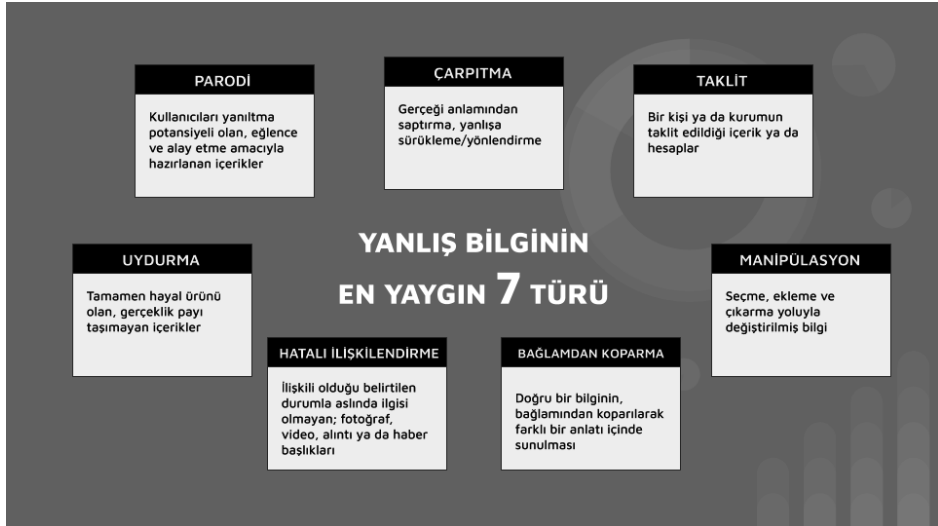 PARODİ
Kullanıcıları yanıltma
potansiyeli olan, eğlence
ve alay etme amacıyla
hazırlanan içerikler
ÇARPITMA
Gerçeği anlamından
saptırma, yanlışa
sürükleme/yönlendirme
TAKLİT
Bir kişi ya da kurumun
taklit edildiği içerik ya da
hesaplar
YANLIŞ BİLGİNİN
EN YAYGIN 7 TÜRÜ
UYDURMA
Tamamen hayal ürünü
olan, gerçeklik payı
taşımayan içerikler
MANİPÜLASYON
Seçme, ekleme ve
çıkarma yoluyla
değiştirilmiş bilgi
HATALI İLİŞKİLENDİRME
İlişkili olduğu belirtilen
durumla aslında ilgisi
olmayan; fotoğraf,
video, alıntı ya da haber
başlıkları
BAĞLAMDAN KOPARMA
Doğru bir bilginin,
bağlamından koparılarak
farklı bir anlatı içinde
sunulması